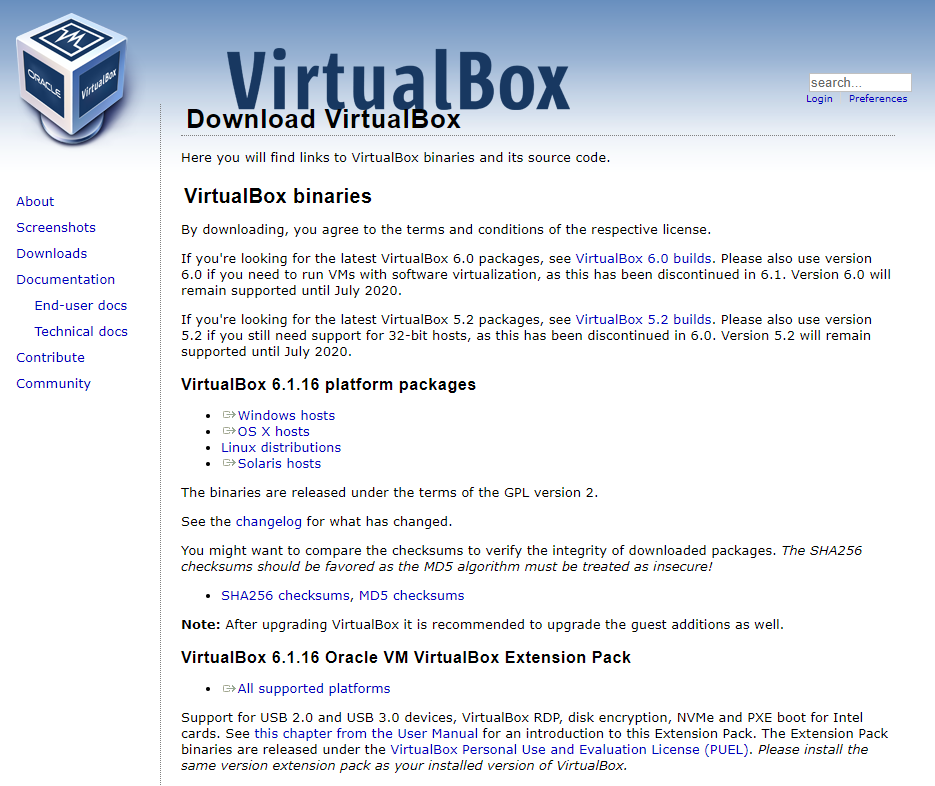 ORACLE
VirtualBox
VirtualBox
search...
Login Preferences
Download VirtualBox
Here you will find links to VirtualBox binaries and its source code.
About
Screenshots
Downloads
Documentation
End-user docs
Technical docs
Contribute
Community
VirtualBox binaries
By downloading, you agree to the terms and conditions of the respective license.
If you're looking for the latest VirtualBox 6.0 packages, see VirtualBox 6.0 builds. Please also use version
6.0 if you need to run VMs with software virtualization, as this has been discontinued in 6.1. Version 6.0 will
remain supported until July 2020.
If you're looking for the latest VirtualBox 5.2 packages, see VirtualBox 5.2 builds. Please also use version
5.2 if you still need support for 32-bit hosts, as this has been discontinued in 6.0. Version 5.2 will remain
supported until July 2020.
VirtualBox 6.1.16 platform packages
• Windows hosts
• OS X hosts
• Linux distributions
• Solaris hosts
The binaries are released under the terms of the GPL version 2.
See the changelog for what has changed.
You might want to compare the checksums to verify the integrity of downloaded packages. The SHA256
checksums should be favored as the MD5 algorithm must be treated as insecure!
• SHA256 checksums, MD5 checksums
Note: After upgrading VirtualBox it is recommended to upgrade the guest additions as well.
VirtualBox 6.1.16 Oracle VM VirtualBox Extension Pack
• All supported platforms
Support for USB 2.0 and USB 3.0 devices, VirtualBox RDP, disk encryption, NVMe and PXE boot for Intel
cards. See this chapter from the User Manual for an introduction to this Extension Pack. The Extension Pack
binaries are released under the VirtualBox Personal Use and Evaluation License (PUEL). Please install the
same version extension pack as your installed version of VirtualBox.